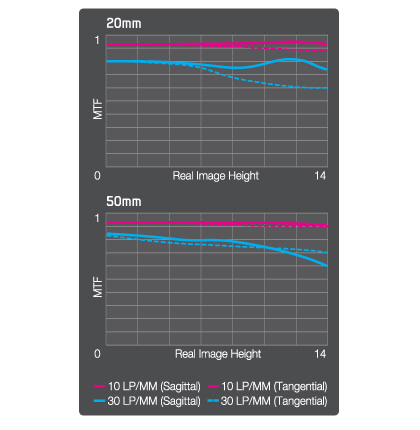 20mm
1
MTF
0 Real Image Height 14
50mm
1
MTF
0 Real Image Height 14
10 LP/MM (Sagittal) 10 LP/MM (Tangential)
30 LP/MM (Sagittal) 30 LP/MM (Tangential)